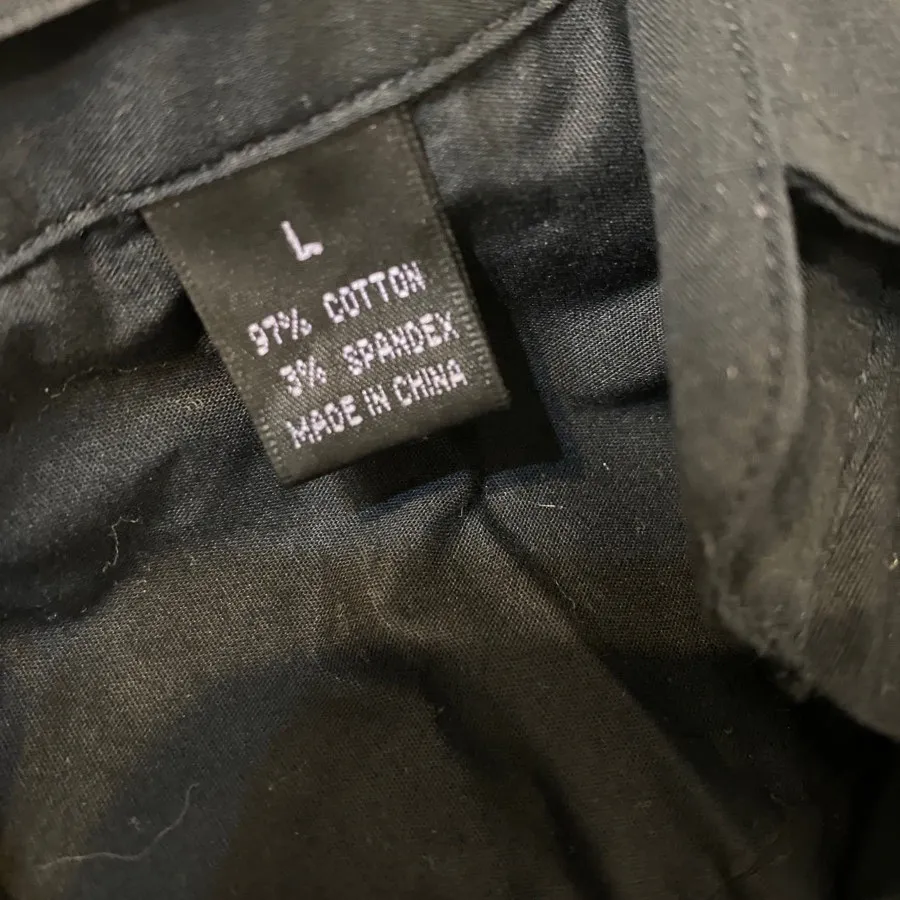 L
97% COTTON
3% SPANDEX
MADE IN CHINA